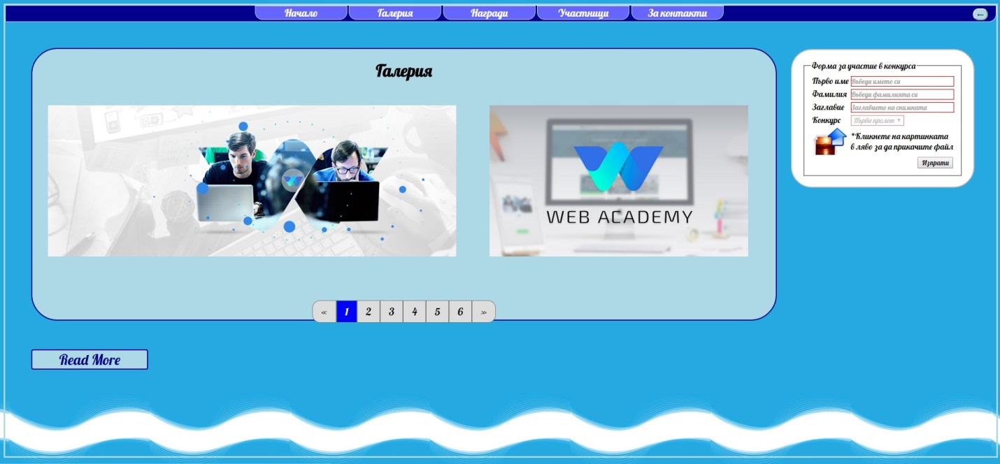 Начало
Галерия
Награди
Участници
За контакти
←
Галерия
WEB ACADEMY
« 1 2 3 4 5 6 »
Read More
Форма за участие в конкурса
Първо име Въведи името си
Фамилия Въведи фамилията си
Заглавие Заглавието на снимката
Конкурс Първи пролет
*Кликнете на картинката
в ляво за да прикачите файл
Изпрати